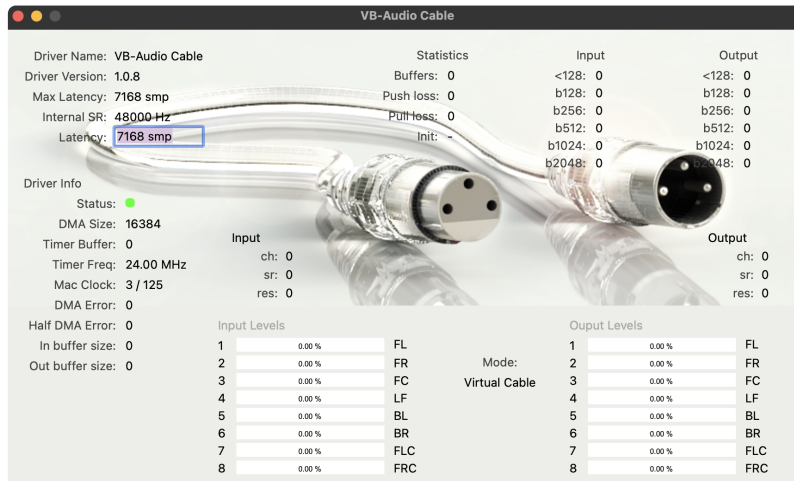 VB-Audio Cable
Driver Name: VB-Audio Cable
Driver Version: 1.0.8
Max Latency: 7168 smp
Internal SR: 48000 Hz
Latency: 7168 smp
Statistics
Buffers: 0
Push loss: 0
Pull loss: 0
Init: -
Input
<128: 0
b128: 0
b256: 0
b512: 0
b1024: 0
b2048: 0
Output
<128: 0
b128: 0
b256: 0
b512: 0
b1024: 0
b2048: 0
Driver Info
Status:
DMA Size: 16384
Timer Buffer: 0
Timer Freq: 24.00 MHz
Mac Clock: 3 / 125
DMA Error: 0
Half DMA Error: 0
In buffer size: 0
Out buffer size: 0
Input
ch: 0
sr: 0
res: 0
Output
ch: 0
sr: 0
res: 0
Input Levels
1 0.00 % FL
2 0.00 % FR
3 0.00 % FC
4 0.00 % LF
5 0.00 % BL
6 0.00 % BR
7 0.00 % FLC
8 0.00 % FRC
Mode:
Virtual Cable
Ouput Levels
1 0.00 % FL
2 0.00 % FR
3 0.00 % FC
4 0.00 % LF
5 0.00 % BL
6 0.00 % BR
7 0.00 % FLC
8 0.00 % FRC